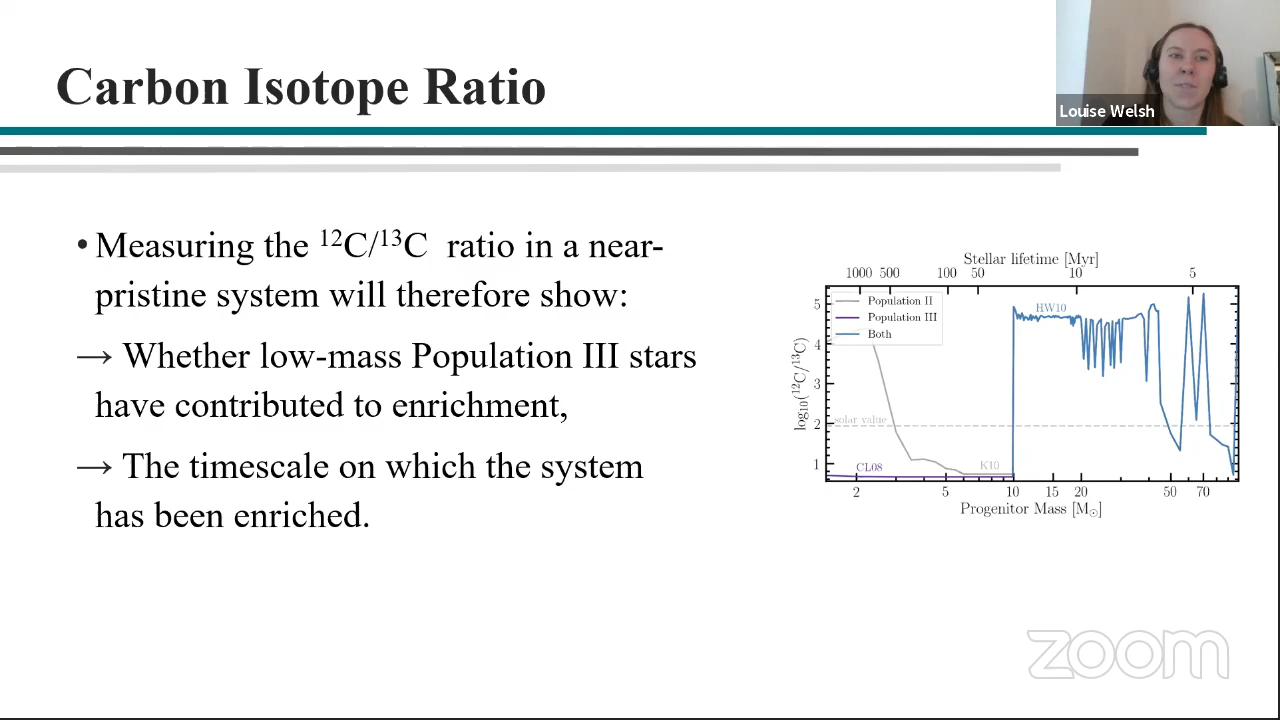 Carbon Isotope Ratio
Louise Welsh
• Measuring the ¹²C/¹³C ratio in a near-
pristine system will therefore show:
→ Whether low-mass Population III stars
have contributed to enrichment,
→ The timescale on which the system
has been enriched.
Stellar lifetime [Myr]
1000 500 100 50 10 5
Population II
Population III
Both
HW10
solar value
CL08
K10
log₁₀(¹²C/¹³C)
5
4
3
2
1
2 5 10 15 20 50 70
Progenitor Mass [M☉]
zoom